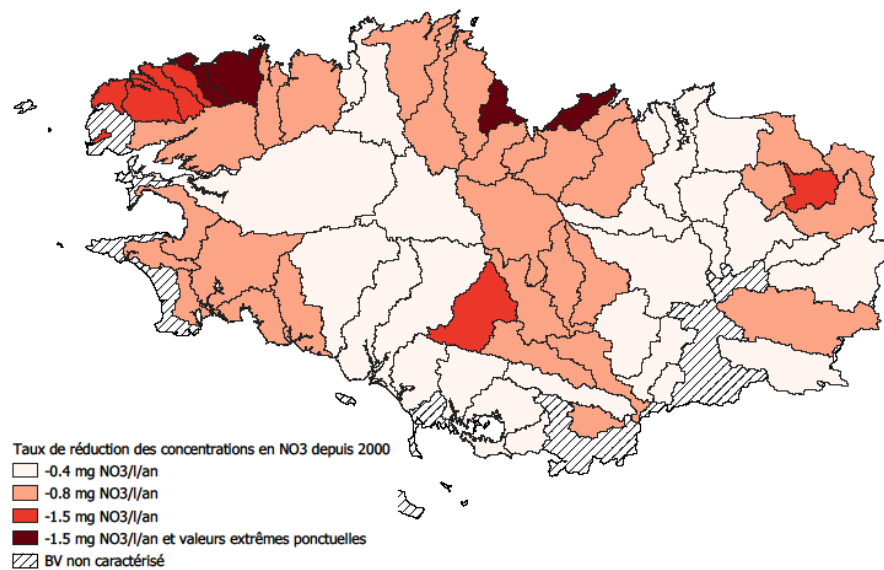 Taux de réduction des concentrations en NO3 depuis 2000
-0.4 mg NO3/l/an
-0.8 mg NO3/l/an
-1.5 mg NO3/l/an
-1.5 mg NO3/l/an et valeurs extrêmes ponctuelles
BV non caractérisé